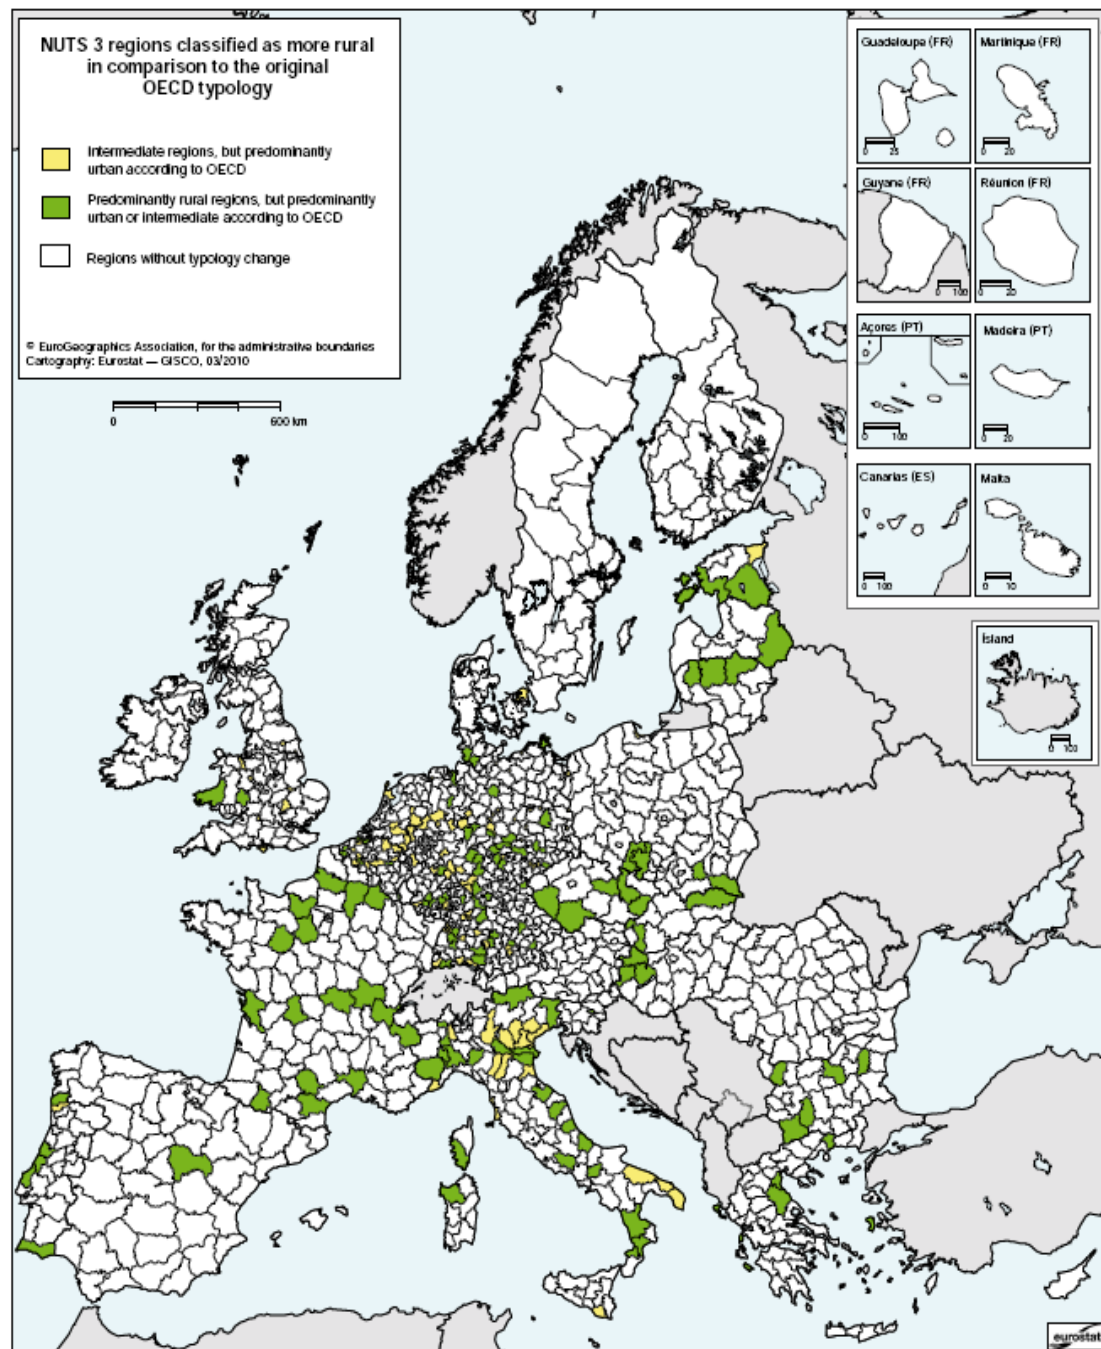 NUTS 3 regions classified as more rural
in comparison to the original
OECD typology
Intermediate regions, but predominantly
urban according to OECD
Predominantly rural regions, but predominantly
urban or intermediate according to OECD
Regions without typology change
© EuroGeographics Association, for the administrative boundaries
Cartography: Eurostat — GISCO, 03/2010
0 600 km
Guadeloupe (FR)
0 25
Martinique (FR)
0 20
Guyane (FR)
0 100
Réunion (FR)
0 20
Açores (PT)
0 100
Madeira (PT)
0 20
Canarias (ES)
0 100
Malta
0 10
Ísland
0 100
eurostat